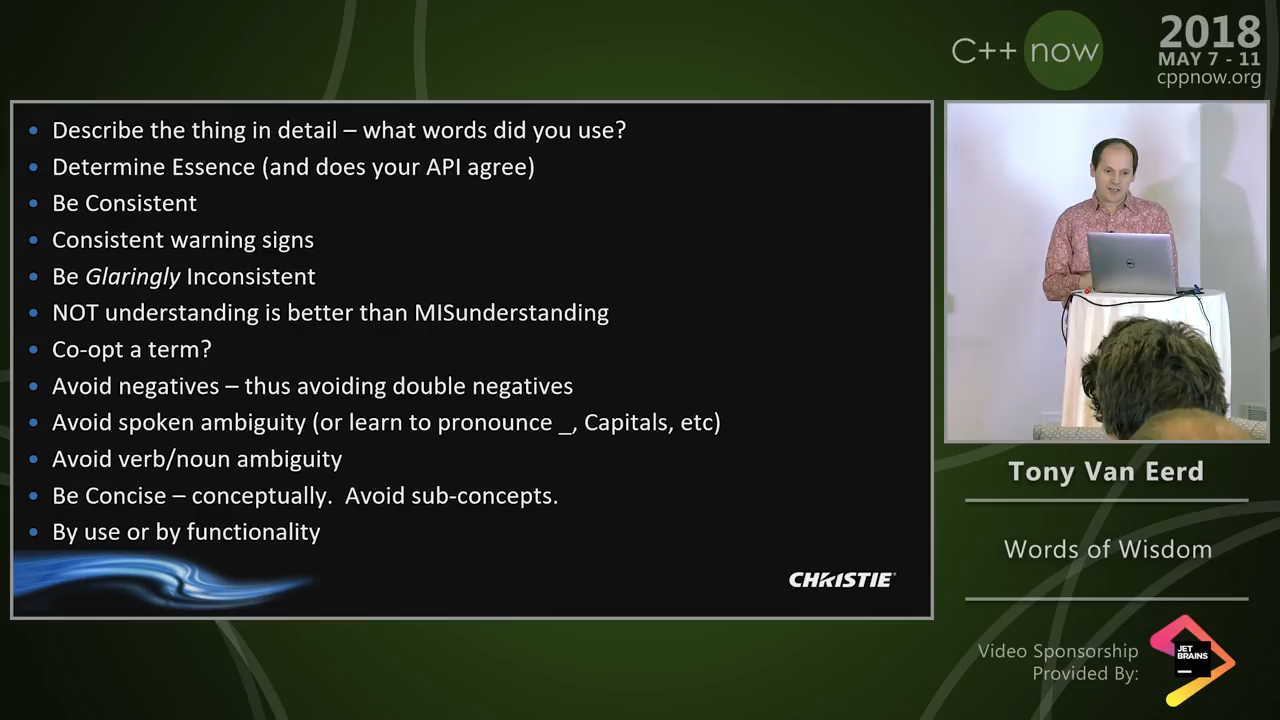 C++ now
2018
MAY 7 - 11
cppnow.org
• Describe the thing in detail – what words did you use?
• Determine Essence (and does your API agree)
• Be Consistent
• Consistent warning signs
• Be Glaringly Inconsistent
• NOT understanding is better than MISunderstanding
• Co-opt a term?
• Avoid negatives – thus avoiding double negatives
• Avoid spoken ambiguity (or learn to pronounce _, Capitals, etc)
• Avoid verb/noun ambiguity
• Be Concise – conceptually.  Avoid sub-concepts.
• By use or by functionality
CHRISTIE®
Tony Van Eerd
Words of Wisdom
Video Sponsorship
Provided By:
JET
BRAINS